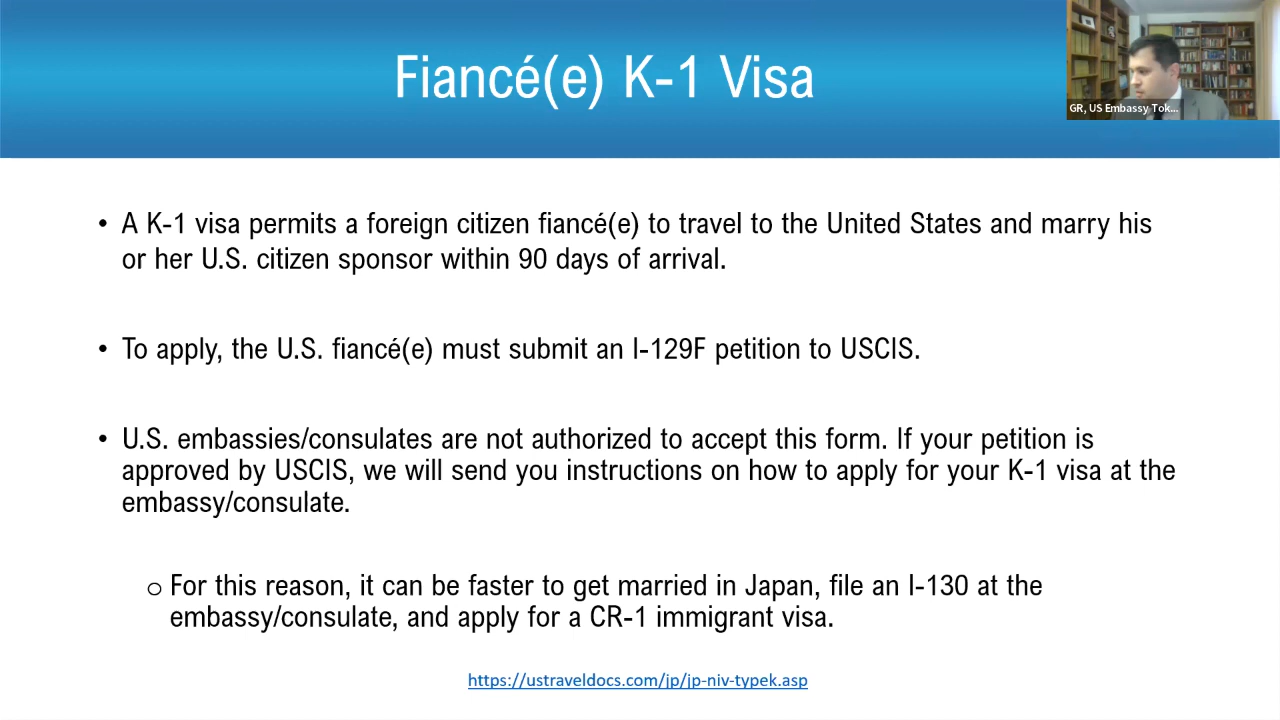 Fiancé(e) K-1 Visa
GR, US Embassy Tok...
• A K-1 visa permits a foreign citizen fiancé(e) to travel to the United States and marry his
or her U.S. citizen sponsor within 90 days of arrival.
• To apply, the U.S. fiancé(e) must submit an I-129F petition to USCIS.
• U.S. embassies/consulates are not authorized to accept this form. If your petition is
approved by USCIS, we will send you instructions on how to apply for your K-1 visa at the
embassy/consulate.
o For this reason, it can be faster to get married in Japan, file an I-130 at the
embassy/consulate, and apply for a CR-1 immigrant visa.
https://ustraveldocs.com/jp/jp-niv-typek.asp